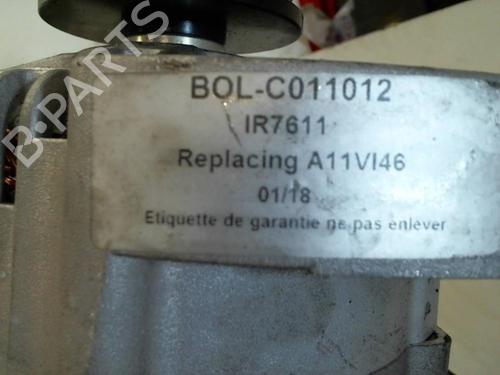 BOL-C011012
IR7611
Replacing A11VI46
01/18
Etiquette de garantie ne pas enlever
B-PARTS